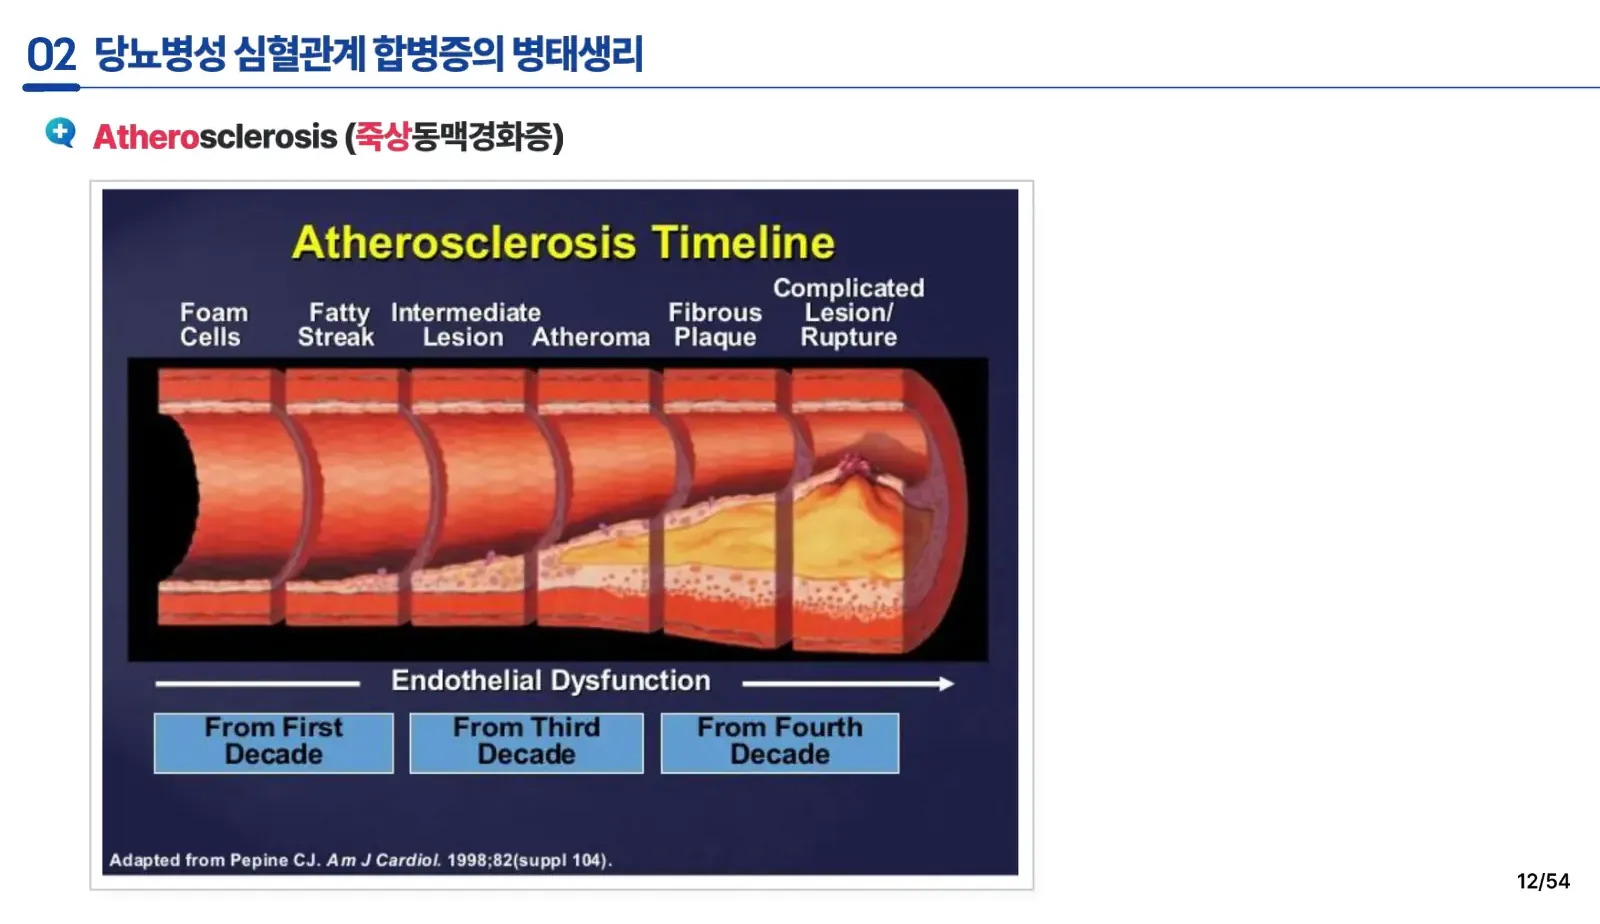 02 당뇨병성 심혈관계 합병증의 병태생리
Atherosclerosis (죽상동맥경화증)
Atherosclerosis Timeline
Foam
Cells
Fatty
Streak
Intermediate
Lesion
Atheroma
Fibrous
Plaque
Complicated
Lesion/
Rupture
Endothelial Dysfunction
From First
Decade
From Third
Decade
From Fourth
Decade
Adapted from Pepine CJ. Am J Cardiol. 1998;82(suppl 104).
12/54